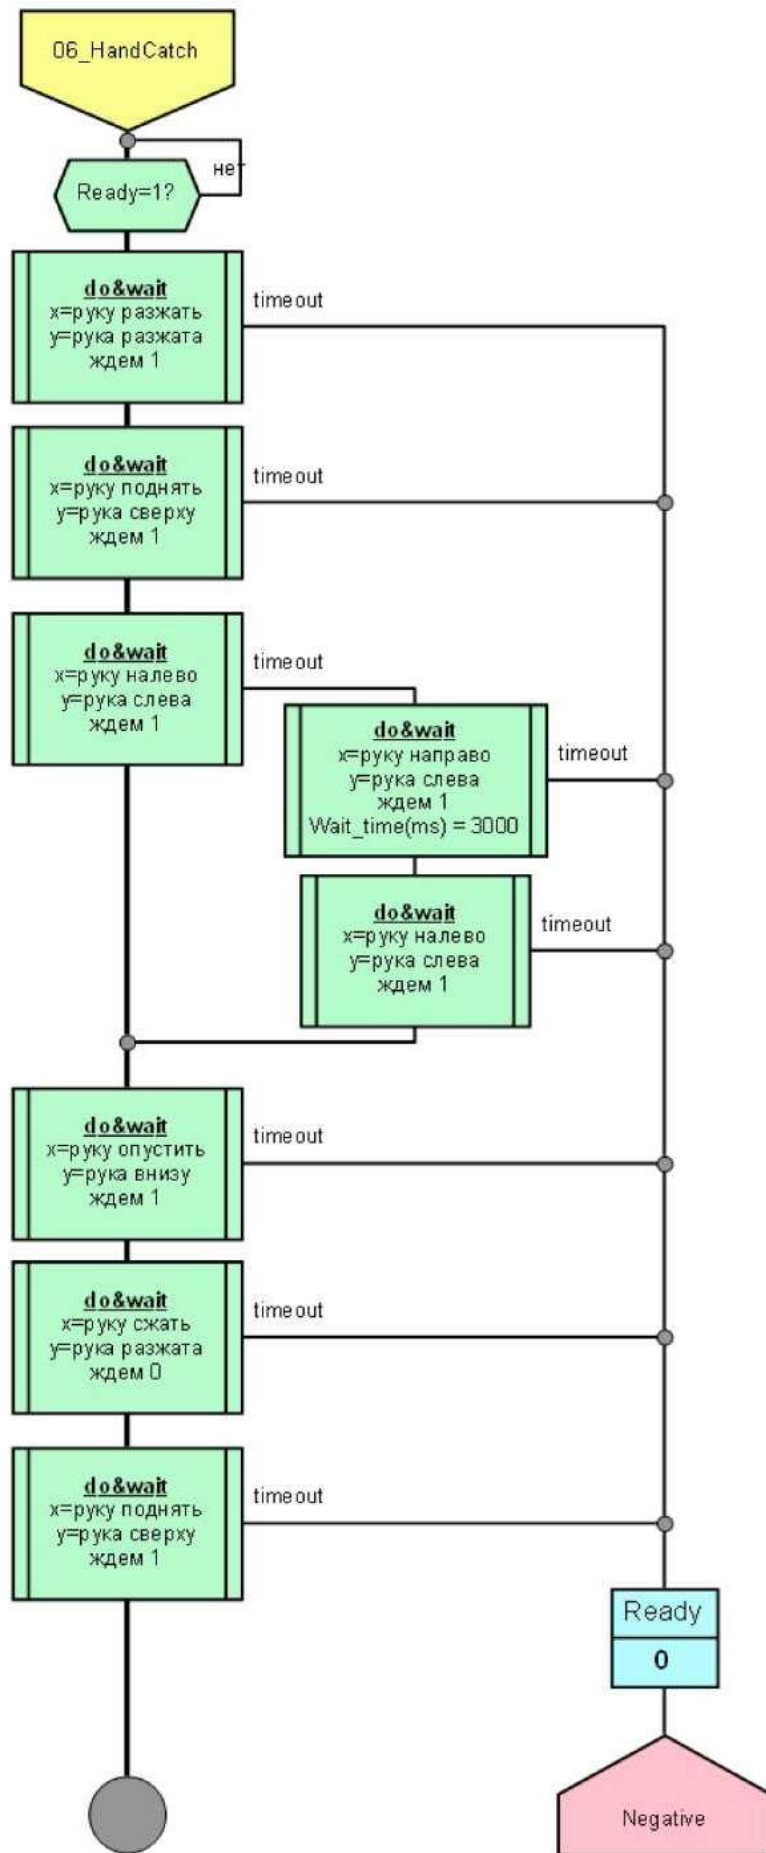 06_HandCatch
нет
Ready=1?
do&wait
x=руку разжать
y=рука разжата
ждем 1
timeout
do&wait
x=руку поднять
y=рука сверху
ждем 1
timeout
do&wait
x=руку налево
y=рука слева
ждем 1
timeout
do&wait
x=руку направо
y=рука слева
ждем 1
Wait_time(ms) = 3000
timeout
do&wait
x=руку налево
y=рука слева
ждем 1
timeout
do&wait
x=руку опустить
y=рука внизу
ждем 1
timeout
do&wait
x=руку сжать
y=рука разжата
ждем 0
timeout
do&wait
x=руку поднять
y=рука сверху
ждем 1
timeout
Ready
0
Negative